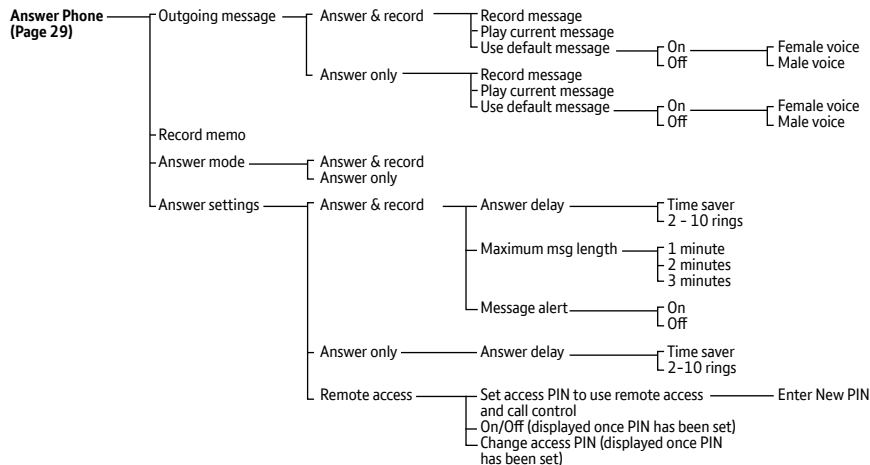 Answer Phone
(Page 29)
Outgoing message
Answer & record
Record message
Play current message
Use default message
On
Off
Female voice
Male voice
Answer only
Record message
Play current message
Use default message
On
Off
Female voice
Male voice
Record memo
Answer mode
Answer & record
Answer only
Answer settings
Answer & record
Answer delay
Time saver
2 - 10 rings
Maximum msg length
1 minute
2 minutes
3 minutes
Message alert
On
Off
Answer only
Answer delay
Time saver
2-10 rings
Remote access
Set access PIN to use remote access
and call control
Enter New PIN
On/Off (displayed once PIN has been set)
Change access PIN (displayed once PIN
has been set)